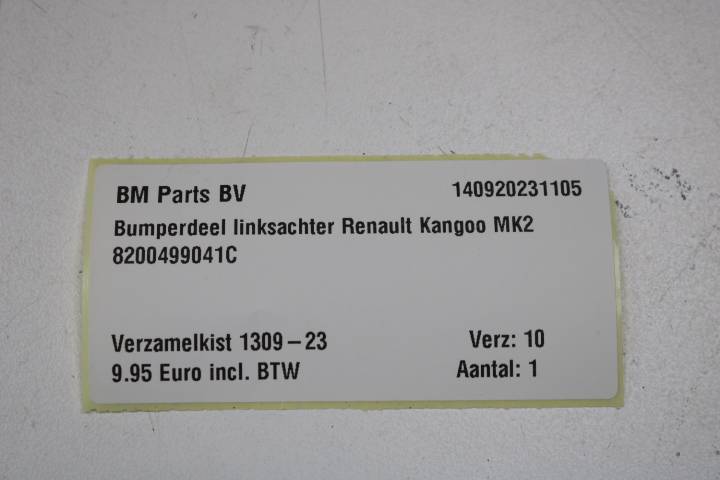 BM Parts BV 140920231105
Bumperdeel linksachter Renault Kangoo MK2
8200499041C
Verzamelkist 1309-23 Verz: 10
9.95 Euro incl. BTW Aantal: 1